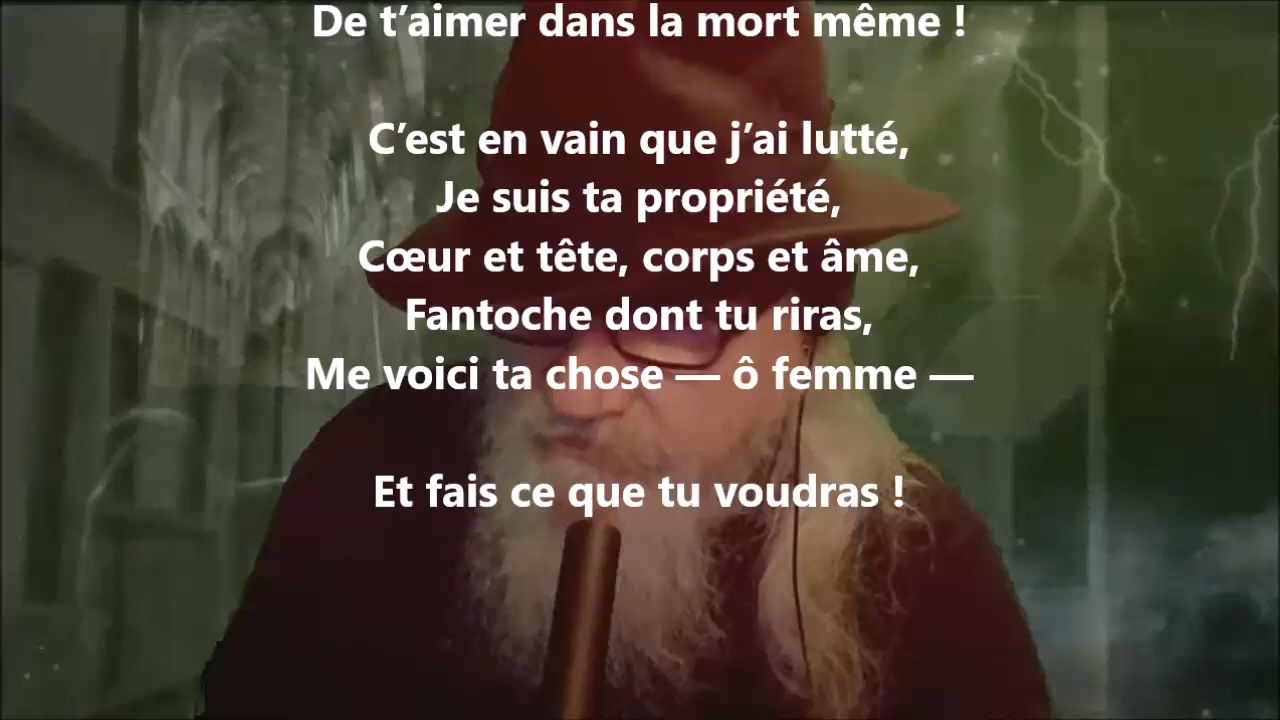 De t’aimer dans la mort même !
C’est en vain que j’ai lutté,
Je suis ta propriété,
Cœur et tête, corps et âme,
Fantoche dont tu riras,
Me voici ta chose — ô femme —
Et fais ce que tu voudras !